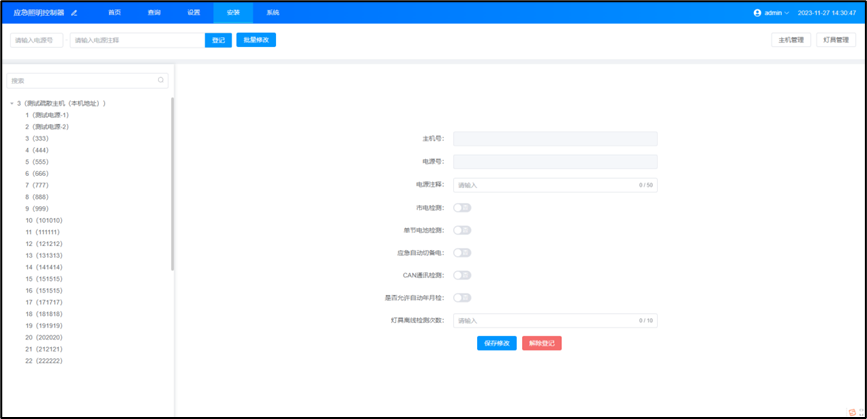 应急照明控制器 首页 查询 设置 安装 系统 admin 2023-11-27 14:30:47
请输入电源号 请输入电源注释 登记 批量修改 主机管理 灯具管理
搜索
3（测试疏散主机（本机地址））
1（测试电源-1）
2（测试电源-2）
3（333）
4（444）
5（555）
6（666）
7（777）
8（888）
9（999）
10（101010）
11（111111）
12（121212）
13（131313）
14（141414）
15（151515）
16（151515）
17（171717）
18（181818）
19（191919）
20（202020）
21（212121）
22（222222）
主机号：
电源号：
电源注释： 请输入 0 / 50
市电检测：
单节电池检测：
应急自动切备电：
CAN通讯检测：
是否允许自动年月检：
灯具离线检测次数： 请输入 0 / 10
保存修改 解除登记